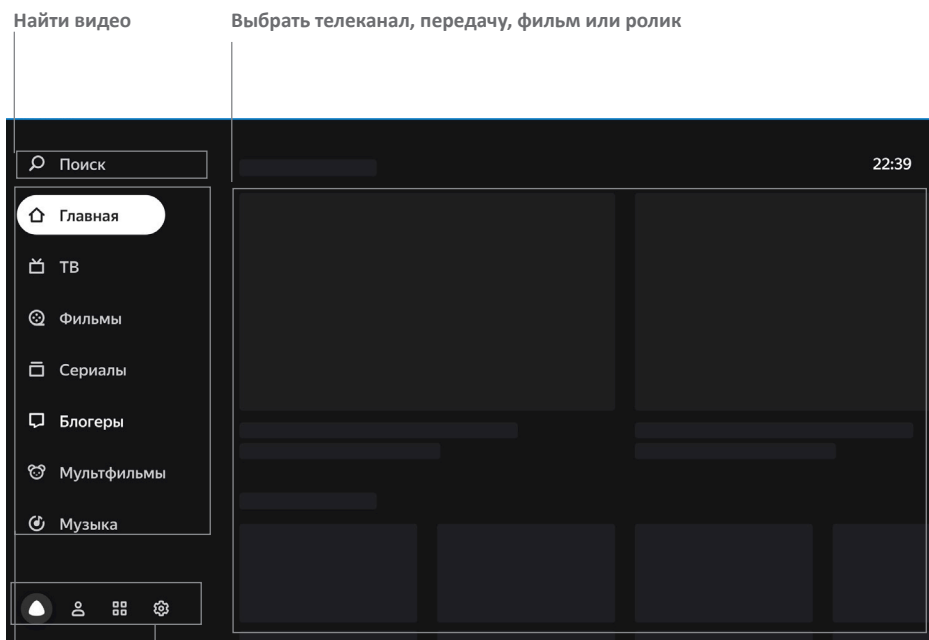 Найти видео
Выбрать телеканал, передачу, фильм или ролик
Поиск
22:39
Главная
ТВ
Фильмы
Сериалы
Блогеры
Мультфильмы
Музыка